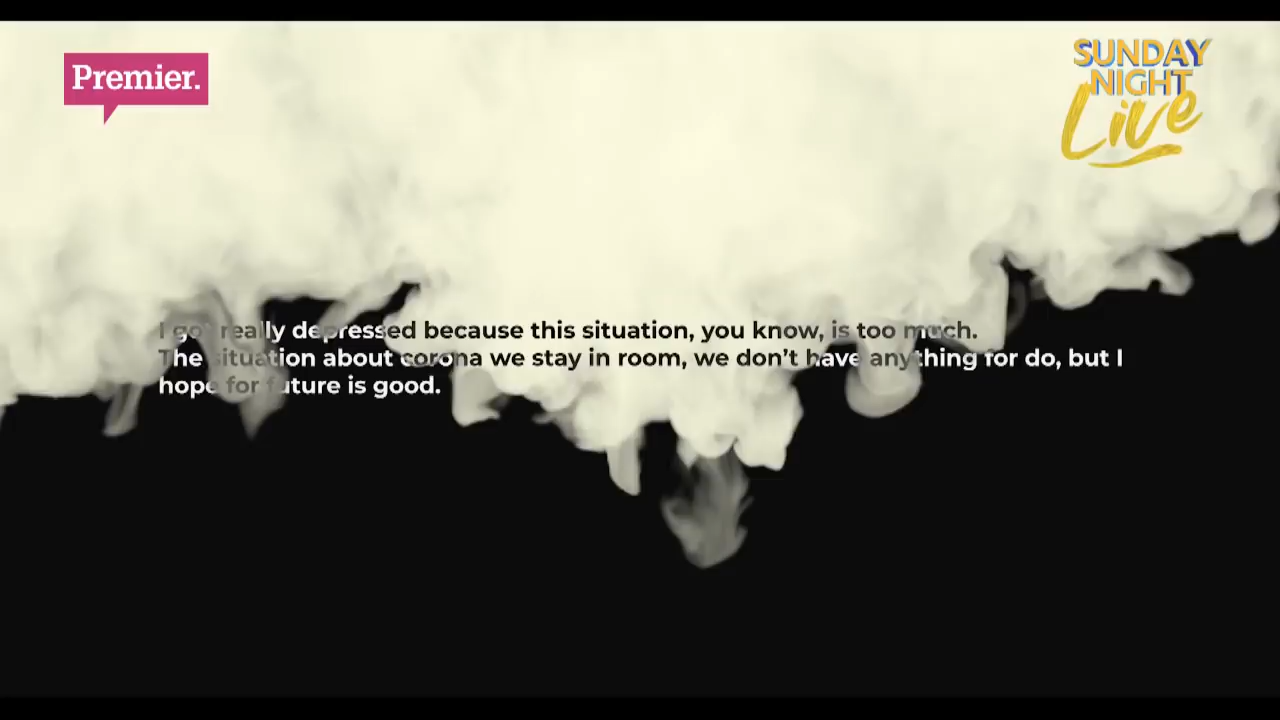 Premier.
SUNDAY
NIGHT
Live
I got really depressed because this situation, you know, is too much.
The situation about corona we stay in room, we don't have anything for do, but I
hope for future is good.